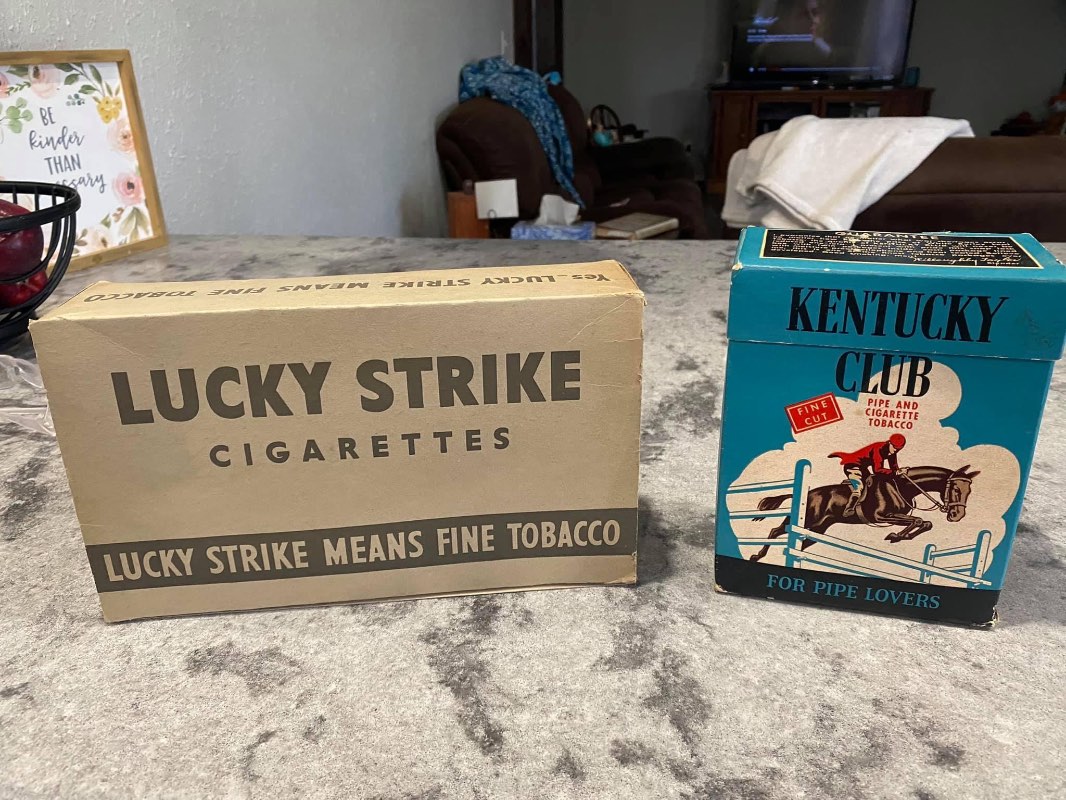 BE
kinder
THAN
Yes_ LUCKY STRIKE MEANS FINE TOBACCO
LUCKY STRIKE
CIGARETTES
LUCKY STRIKE MEANS FINE TOBACCO
KENTUCKY
CLUB
FINE
CUT
PIPE AND
CIGARETTE
TOBACCO
FOR PIPE LOVERS